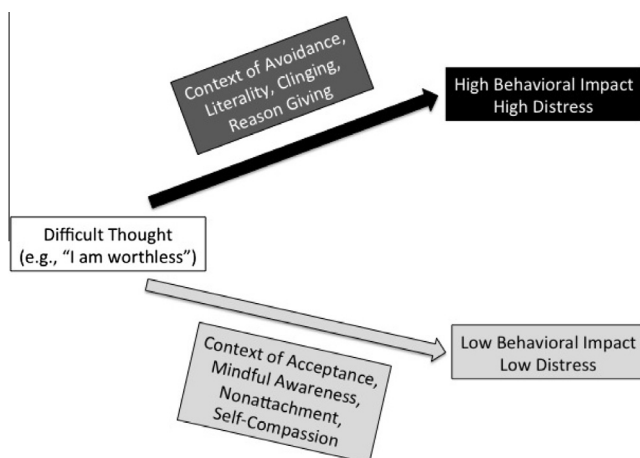 Context of Avoidance,
Literality, Clinging,
Reason Giving
High Behavioral Impact
High Distress
Difficult Thought
(e.g., “I am worthless”)
Low Behavioral Impact
Low Distress
Context of Acceptance,
Mindful Awareness,
Nonattachment,
Self-Compassion